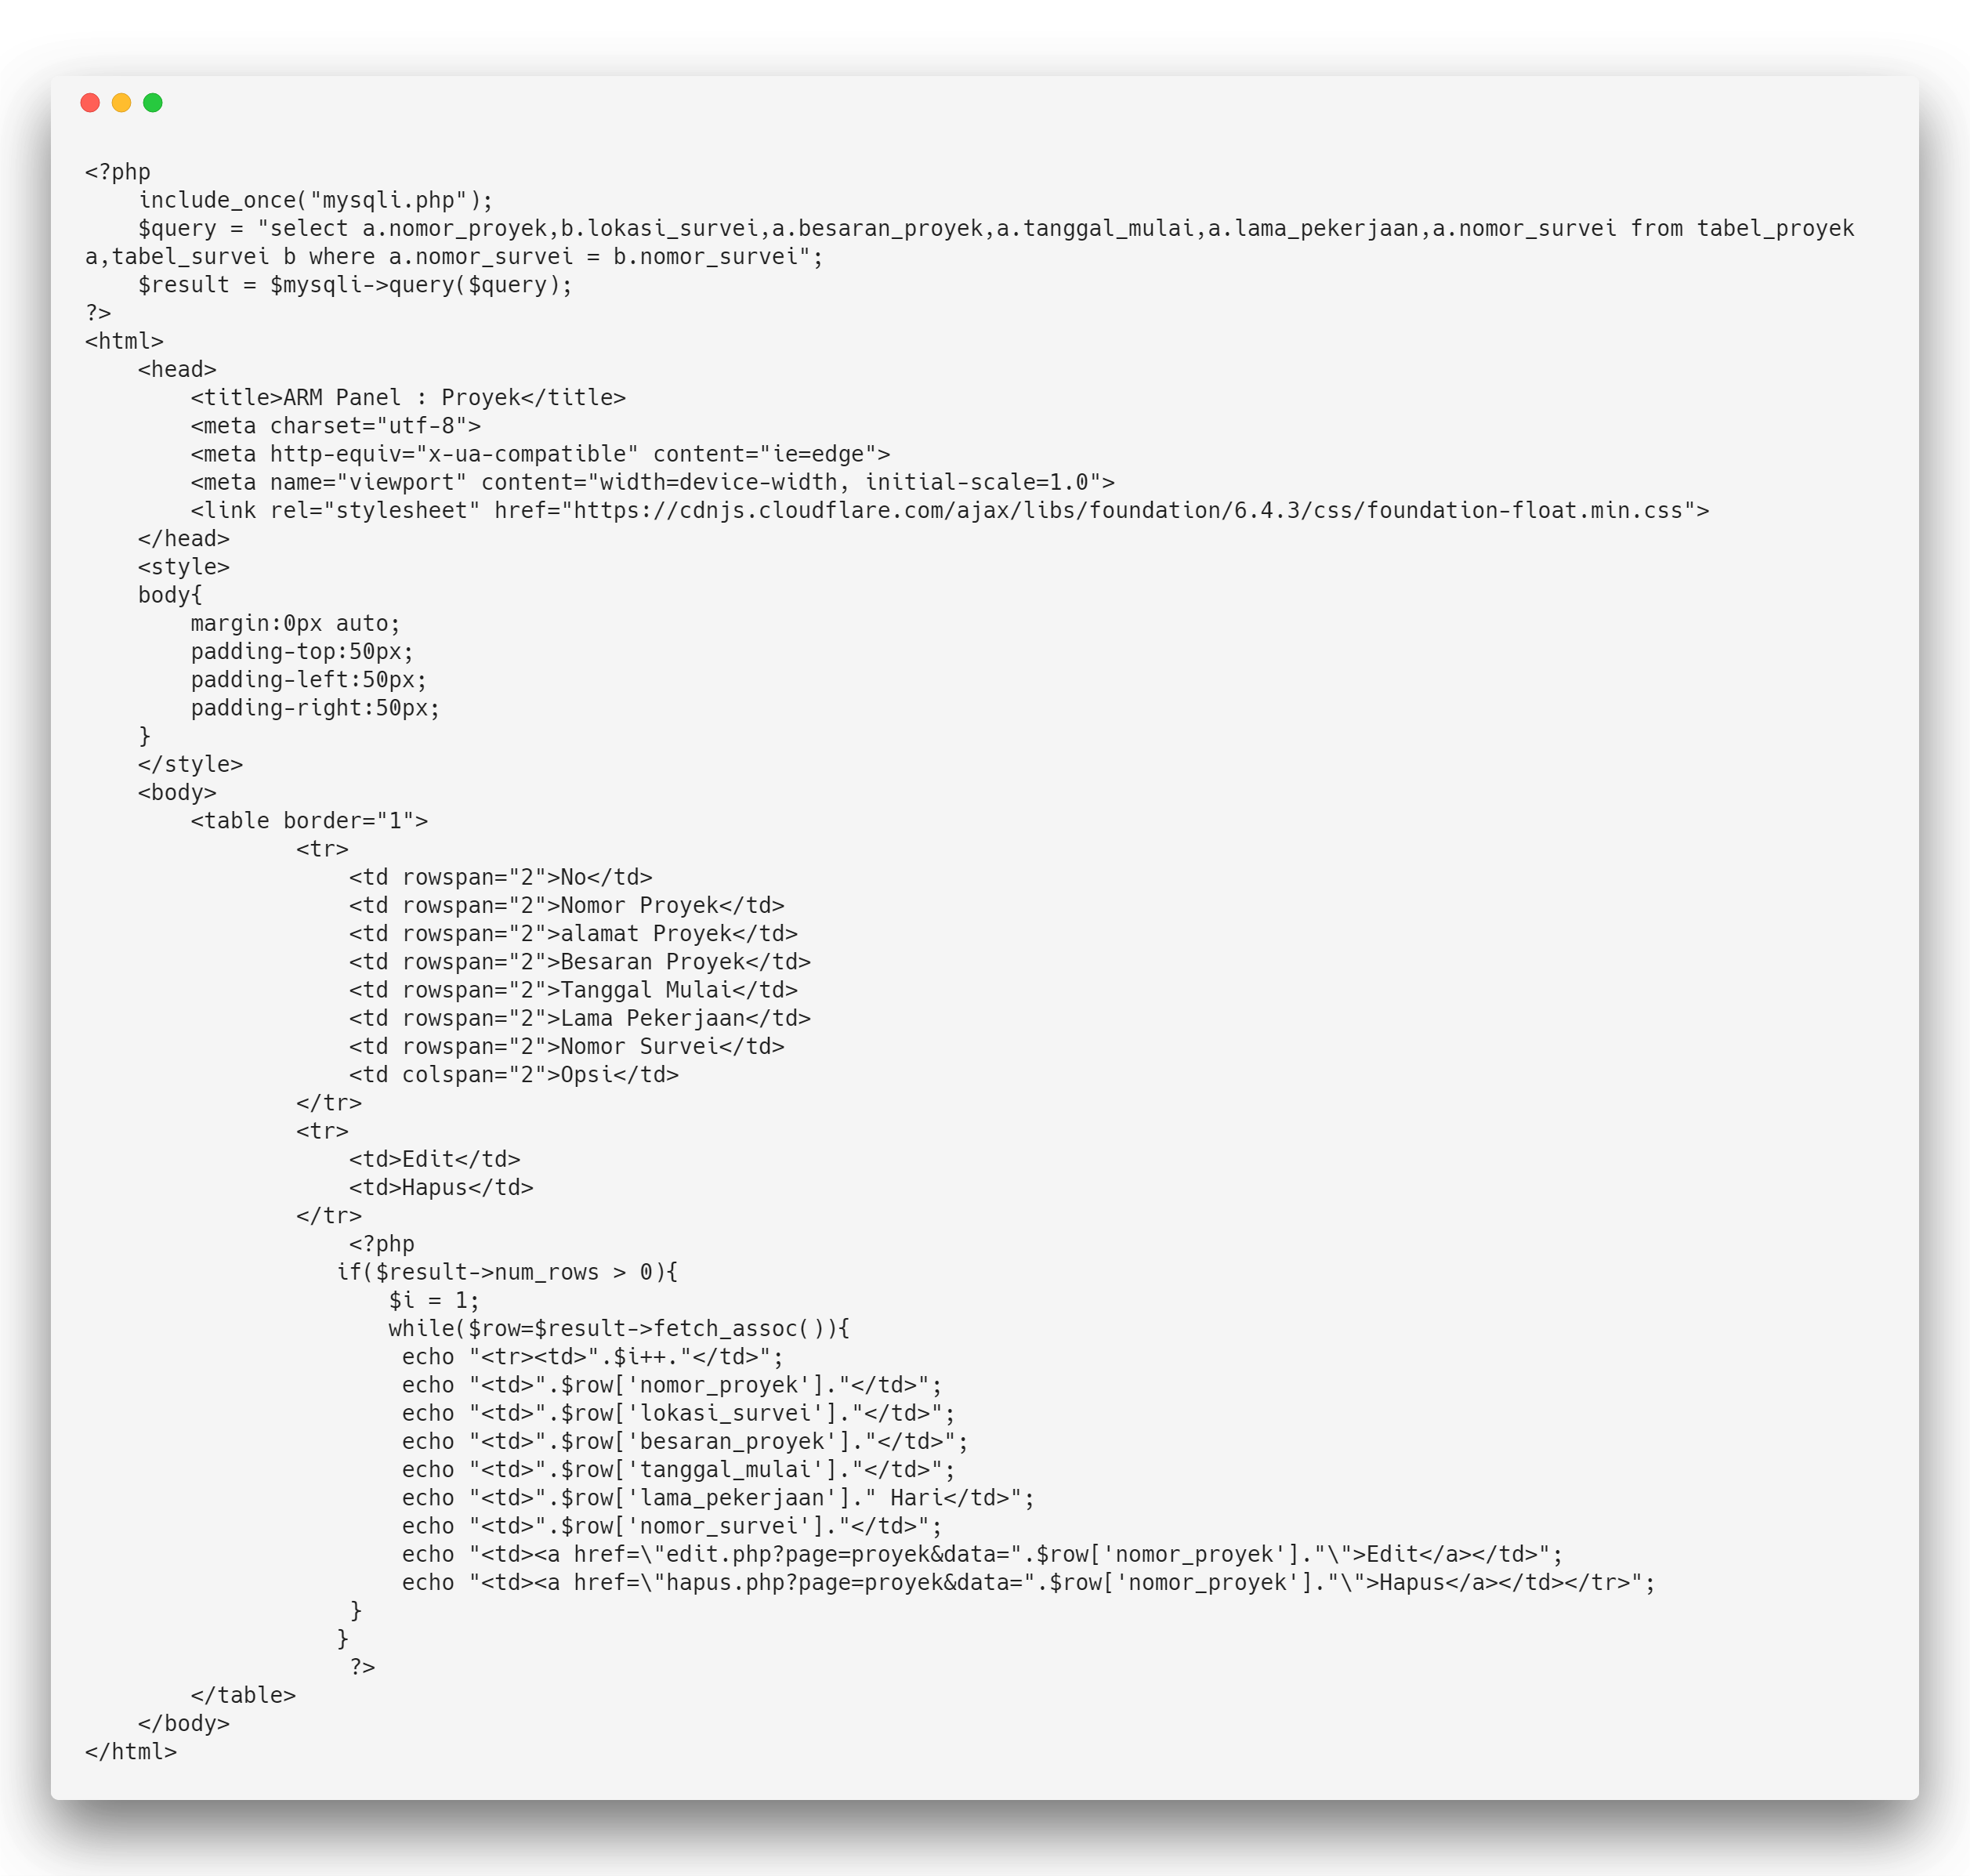 <?php
    include_once("mysqli.php");
    $query = "select a.nomor_proyek,b.lokasi_survei,a.besaran_proyek,a.tanggal_mulai,a.lama_pekerjaan,a.nomor_survei from tabel_proyek
a,tabel_survei b where a.nomor_survei = b.nomor_survei";
    $result = $mysqli->query($query);
?>
<html>
    <head>
        <title>ARM Panel : Proyek</title>
        <meta charset="utf-8">
        <meta http-equiv="x-ua-compatible" content="ie=edge">
        <meta name="viewport" content="width=device-width, initial-scale=1.0">
        <link rel="stylesheet" href="https://cdnjs.cloudflare.com/ajax/libs/foundation/6.4.3/css/foundation-float.min.css">
    </head>
    <style>
    body{
        margin:0px auto;
        padding-top:50px;
        padding-left:50px;
        padding-right:50px;
    }
    </style>
    <body>
        <table border="1">
                <tr>
                    <td rowspan="2">No</td>
                    <td rowspan="2">Nomor Proyek</td>
                    <td rowspan="2">alamat Proyek</td>
                    <td rowspan="2">Besaran Proyek</td>
                    <td rowspan="2">Tanggal Mulai</td>
                    <td rowspan="2">Lama Pekerjaan</td>
                    <td rowspan="2">Nomor Survei</td>
                    <td colspan="2">Opsi</td>
                </tr>
                <tr>
                    <td>Edit</td>
                    <td>Hapus</td>
                </tr>
                    <?php
                   if($result->num_rows > 0){
                       $i = 1;
                       while($row=$result->fetch_assoc()){
                        echo "<tr><td>".$i++."</td>";
                        echo "<td>".$row['nomor_proyek']."</td>";
                        echo "<td>".$row['lokasi_survei']."</td>";
                        echo "<td>".$row['besaran_proyek']."</td>";
                        echo "<td>".$row['tanggal_mulai']."</td>";
                        echo "<td>".$row['lama_pekerjaan']." Hari</td>";
                        echo "<td>".$row['nomor_survei']."</td>";
                        echo "<td><a href=\"edit.php?page=proyek&data=".$row['nomor_proyek']."\">Edit</a></td>";
                        echo "<td><a href=\"hapus.php?page=proyek&data=".$row['nomor_proyek']."\">Hapus</a></td></tr>";
                    }
                   }
                    ?>
        </table>
    </body>
</html>